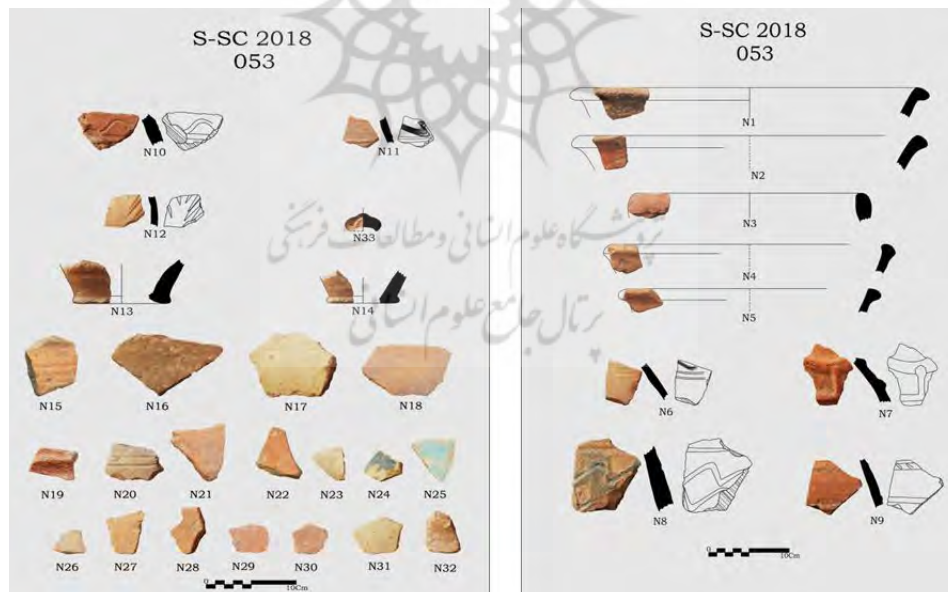 S-SC 2018
053
N10
N11
N12
N33
N13
N14
N15
N16
N17
N18
N19
N20
N21
N22
N23
N24
N25
N26
N27
N28
N29
N30
N31
N32
0
10Cm
S-SC 2018
053
N1
N2
N3
N4
N5
N6
N7
N8
N9
0
10Cm
پژوهشگاه علوم انسانی و مطالعات فرهنگی
پرتال جامع علوم انسانی